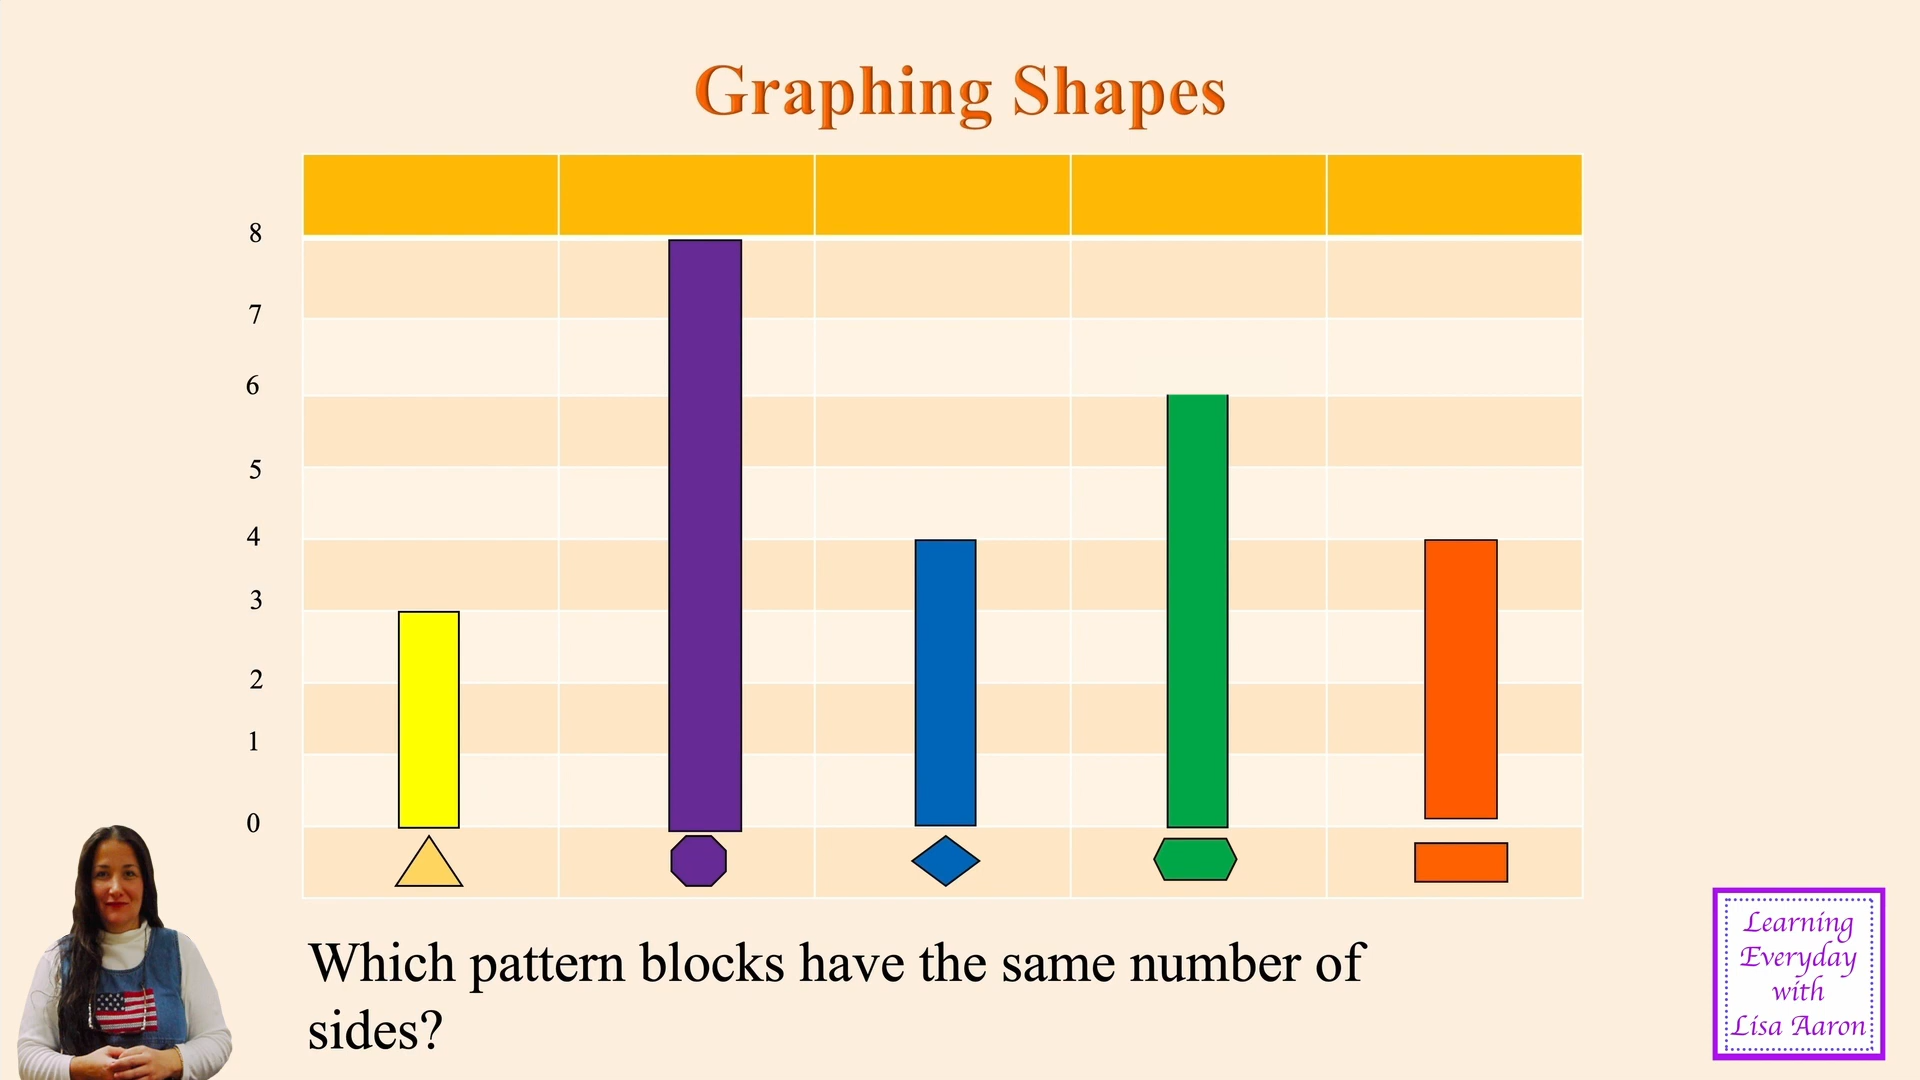 Graphing Shapes
8
7
6
5
4
3
2
1
0
Which pattern blocks have the same number of
sides?
Learning
Everyday
with
Lisa Aaron